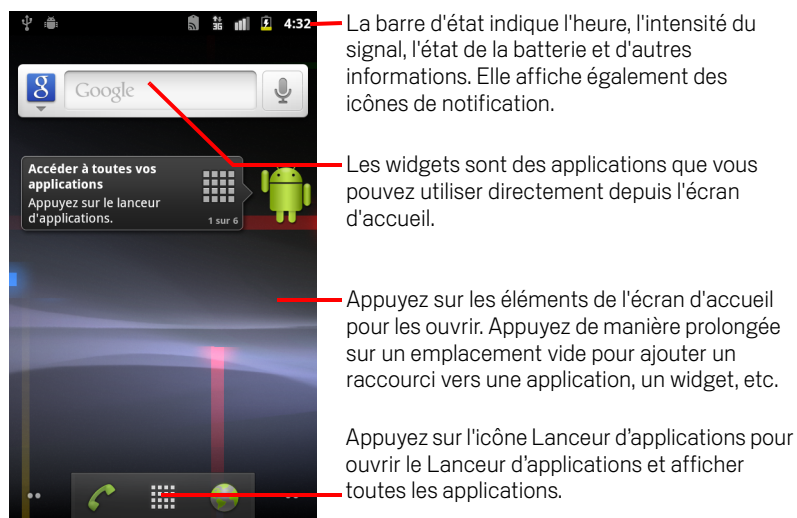 3G 4:32
La barre d'état indique l'heure, l'intensité du
signal, l'état de la batterie et d'autres
informations. Elle affiche également des
icônes de notification.
8 Google
Les widgets sont des applications que vous
pouvez utiliser directement depuis l'écran
d'accueil.
Accéder à toutes vos
applications
Appuyez sur le lanceur
d'applications.
1 sur 6
Appuyez sur les éléments de l'écran d'accueil
pour les ouvrir. Appuyez de manière prolongée
sur un emplacement vide pour ajouter un
raccourci vers une application, un widget, etc.
Appuyez sur l'icône Lanceur d’applications pour
ouvrir le Lanceur d’applications et afficher
toutes les applications.